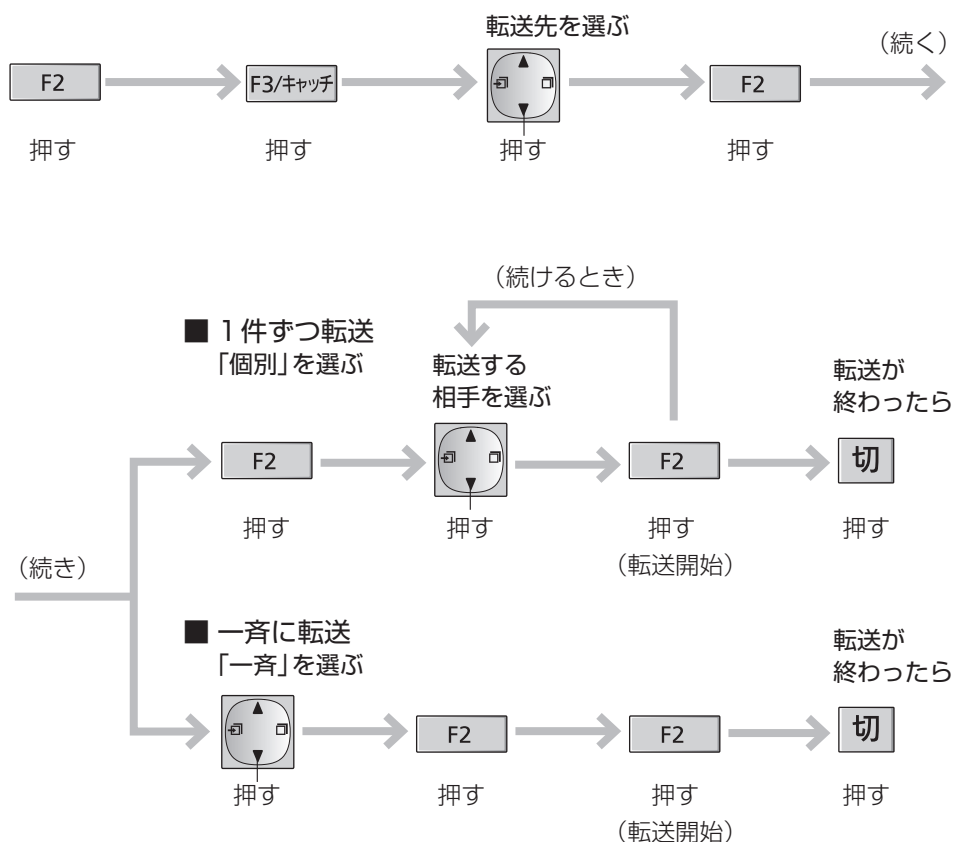 転送先を選ぶ
(続く)
F2
F3/キャッチ
F2
押す
押す
押す
押す
(続けるとき)
■ 1件ずつ転送
「個別」を選ぶ
転送する
相手を選ぶ
転送が
終わったら
F2
F2
切
押す
押す
押す
(転送開始)
押す
(続き)
■ 一斉に転送
「一斉」を選ぶ
転送が
終わったら
F2
F2
切
押す
押す
押す
(転送開始)
押す